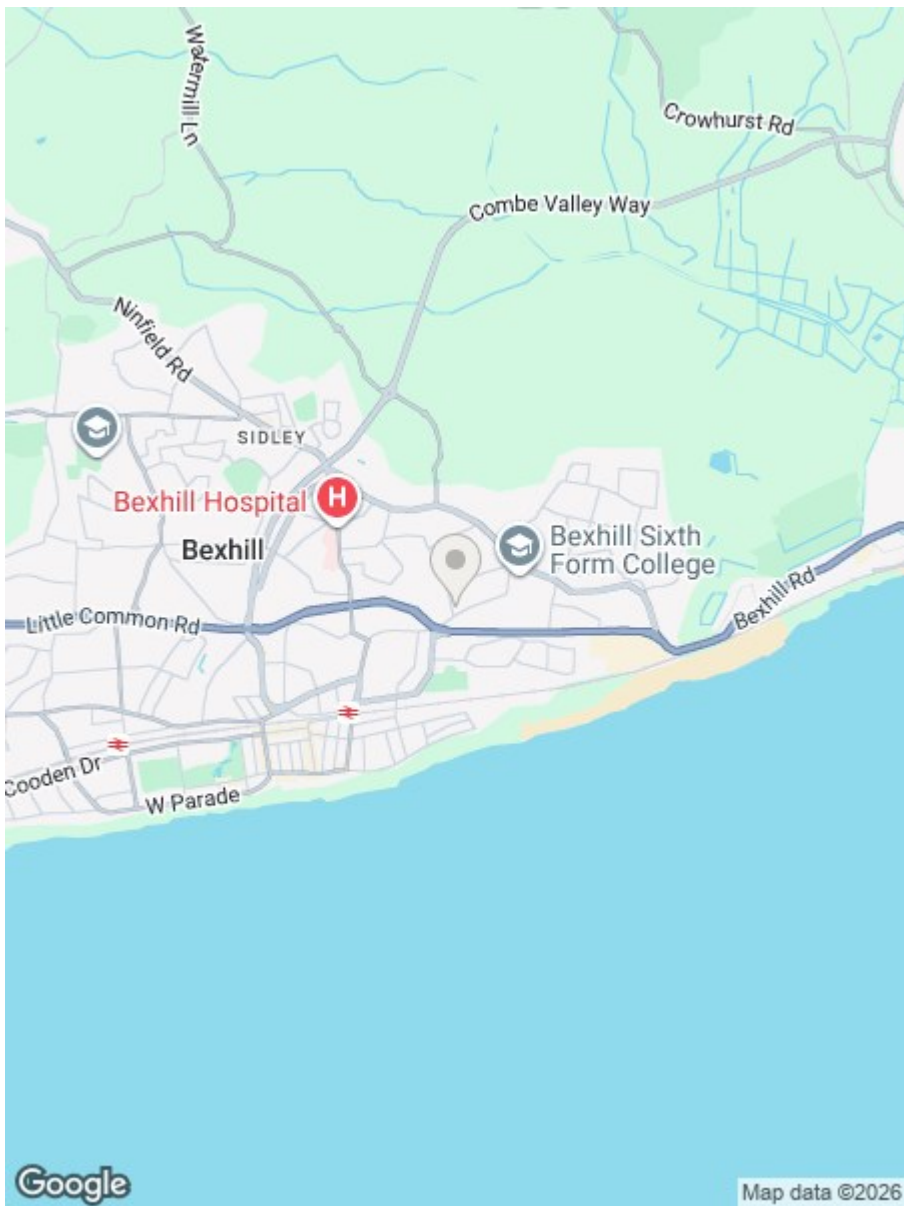 Watermill Ln
Crowhurst Rd
Combe Valley Way
Ninfield Rd
SIDLEY
Bexhill Hospital
H
Bexhill
Bexhill Sixth
Form College
Bexhill Rd
Little Common Rd
Cooden Dr
W Parade
Google
Map data ©2026